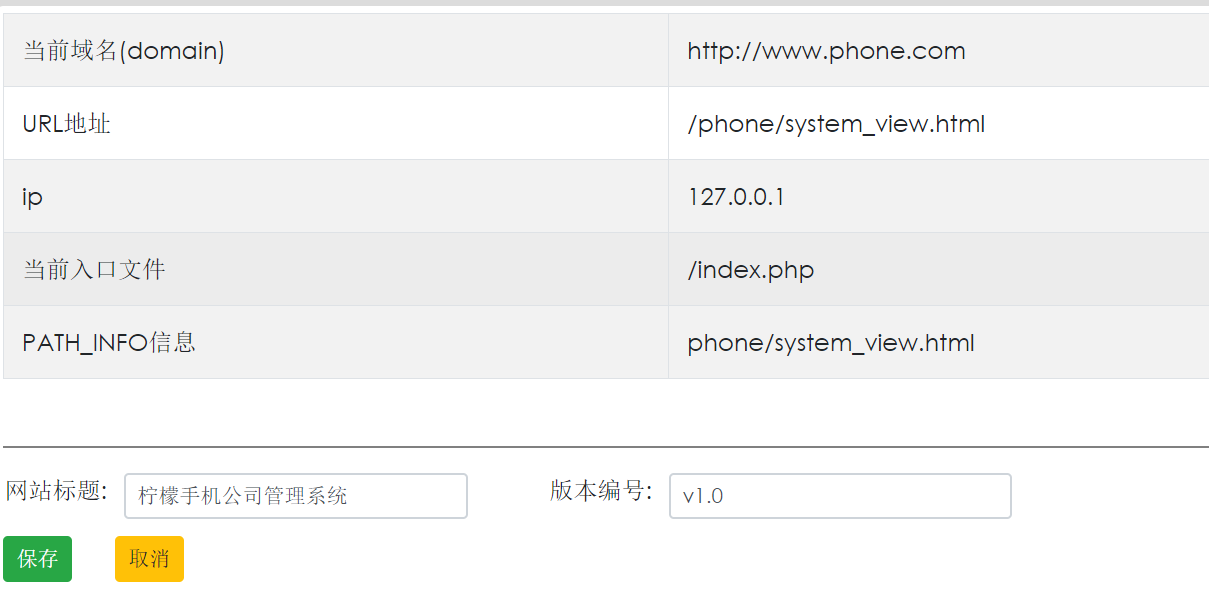 当前域名(domain) http://www.phone.com
URL地址 /phone/system_view.html
ip 127.0.0.1
当前入口文件 /index.php
PATH_INFO信息 phone/system_view.html
网站标题: 柠檬手机公司管理系统 版本编号: v1.0
保存 取消